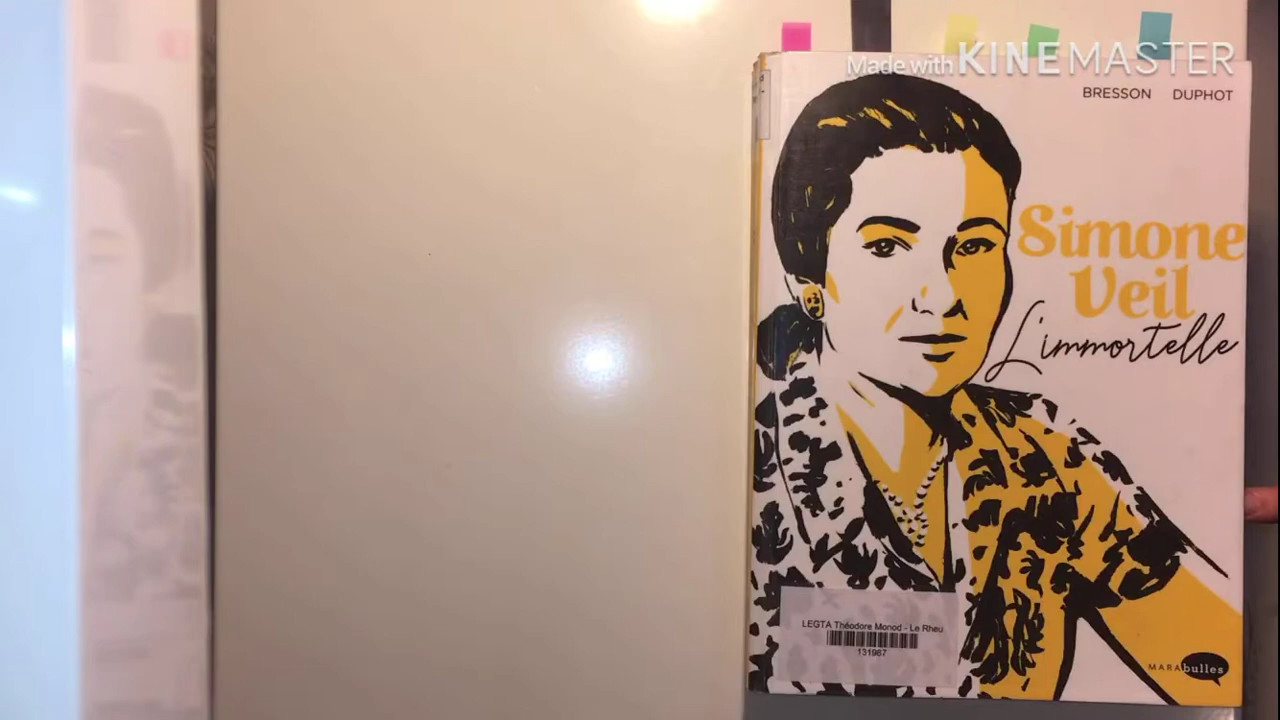 Made with KINEMASTER
BRESSON DUPHOT
Simone
Veil
L'immortelle
LEGTA Théodore Monod - Le Rheu
131987
MARAbulles